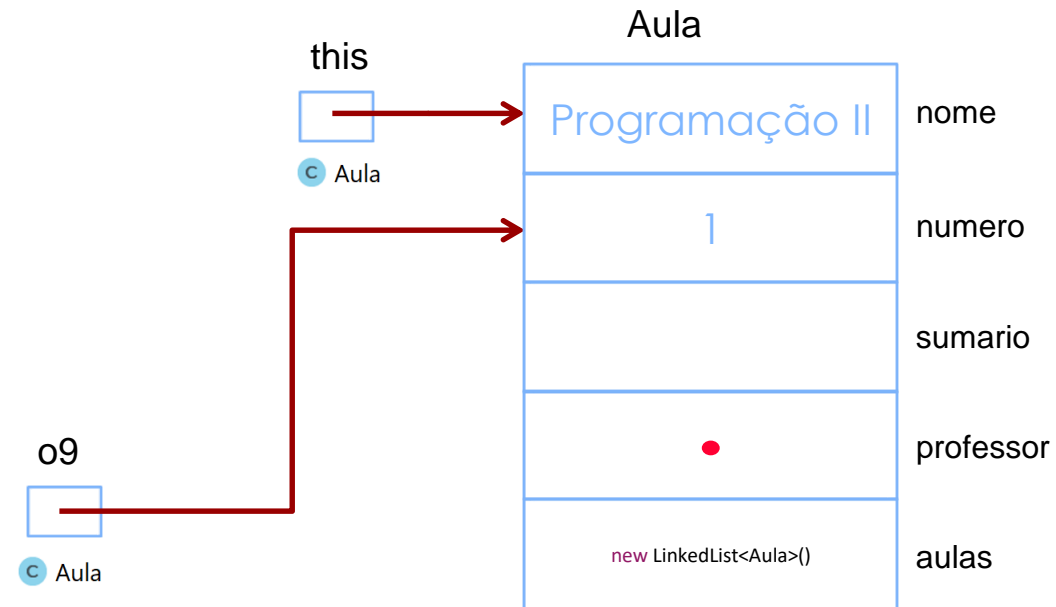 Aula
this
Programação II
nome
C Aula
1
numero
sumario
o9
professor
C Aula
new LinkedList<Aula>()
aulas